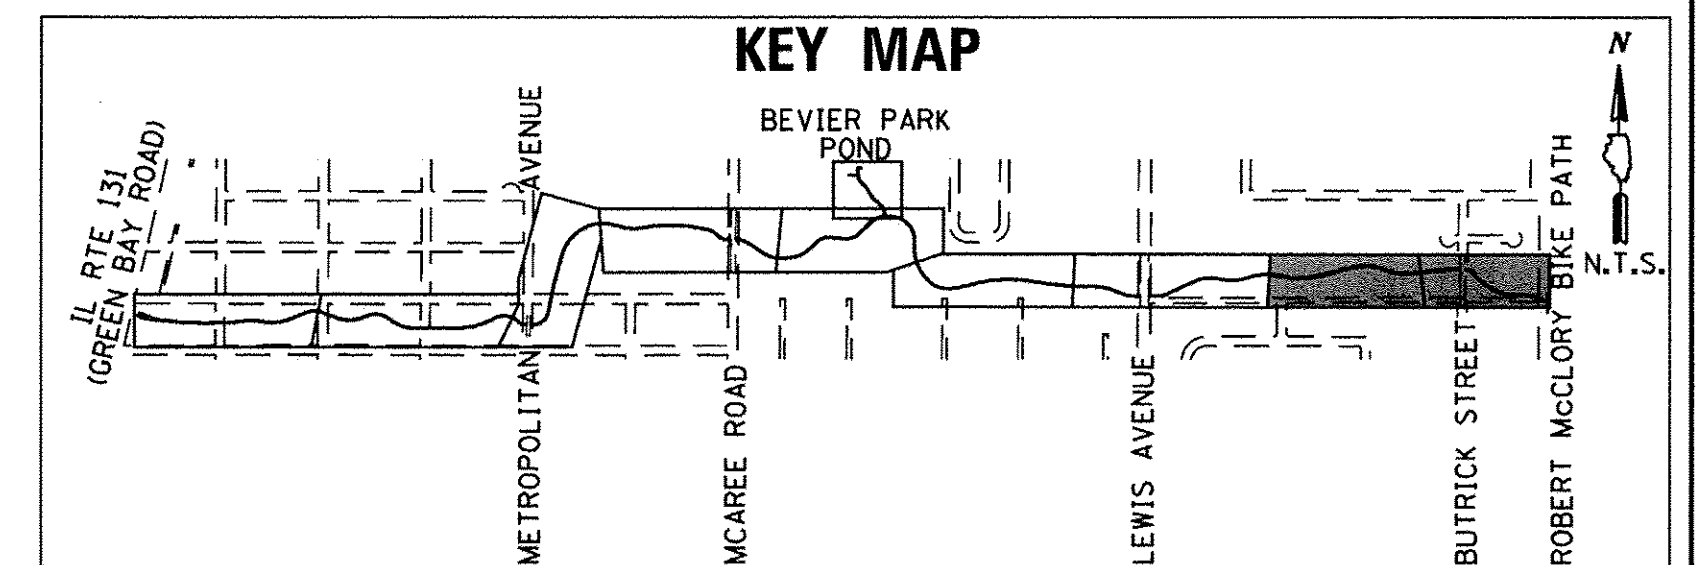 KEY MAP
N
N.T.S.
BEVIER PARK
POND
IL RTE 131
(GREEN BAY ROAD)
METROPOLITAN AVENUE
MCAREE ROAD
LEWIS AVENUE
BUTRICK STREET
ROBERT McCLORY BIKE PATH